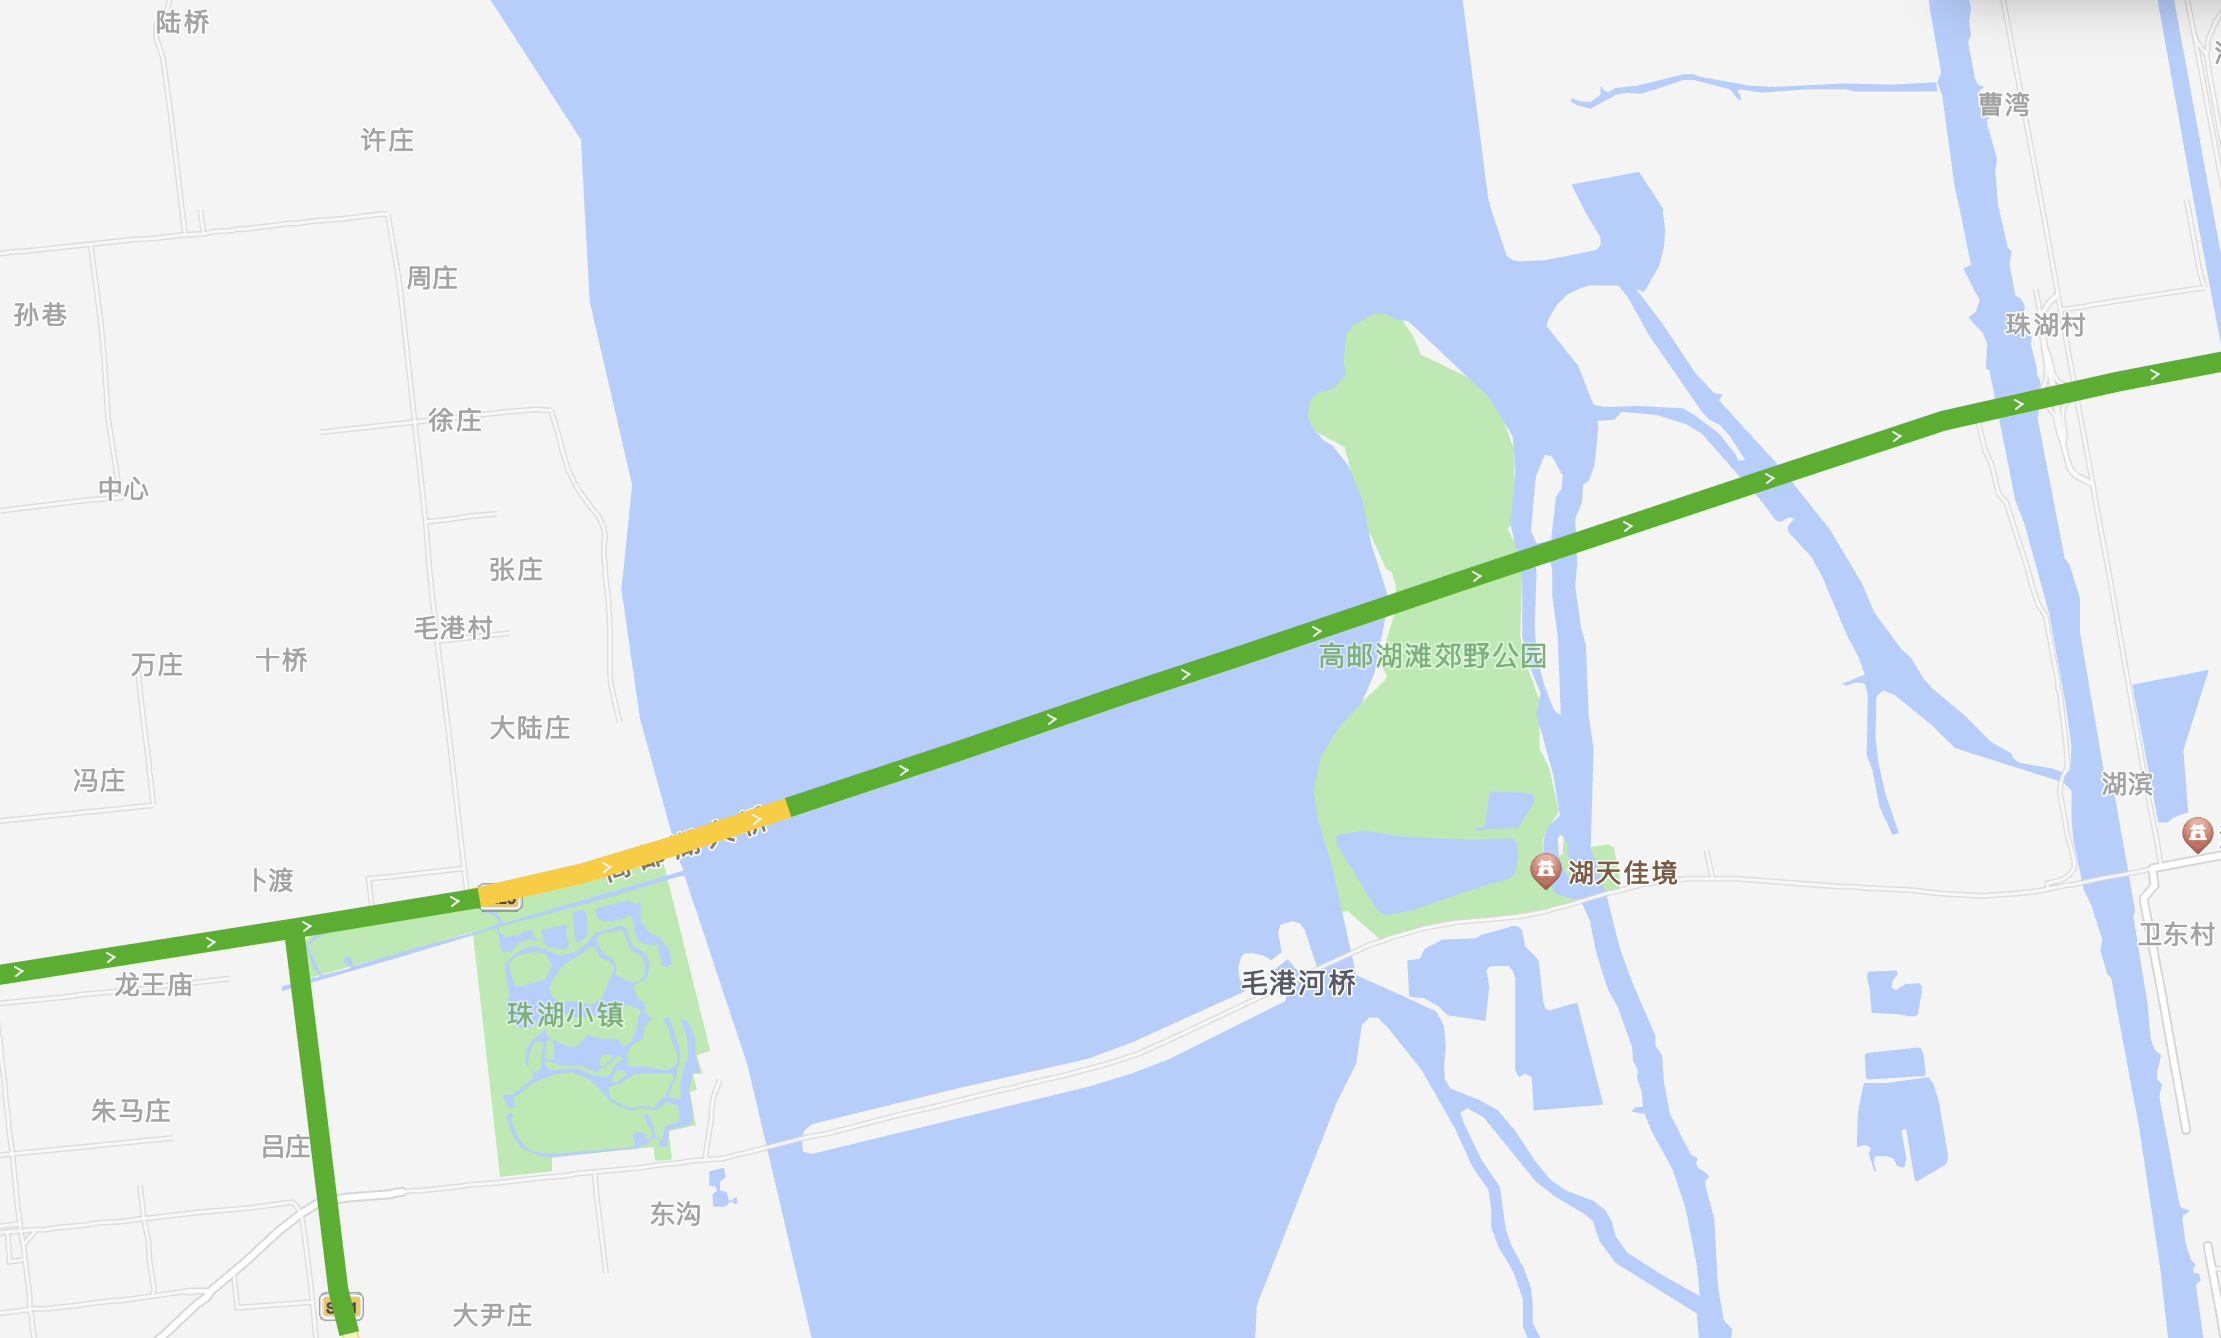 陆桥
曹湾
许庄
周庄
孙巷
珠湖村
徐庄
中心
张庄
毛港村
高邮湖滩郊野公园
十桥
万庄
大陆庄
冯庄
湖滨
湖天佳境
卜渡
卫东村
毛港河桥
龙王庙
珠湖小镇
朱马庄
吕庄
东沟
大尹庄